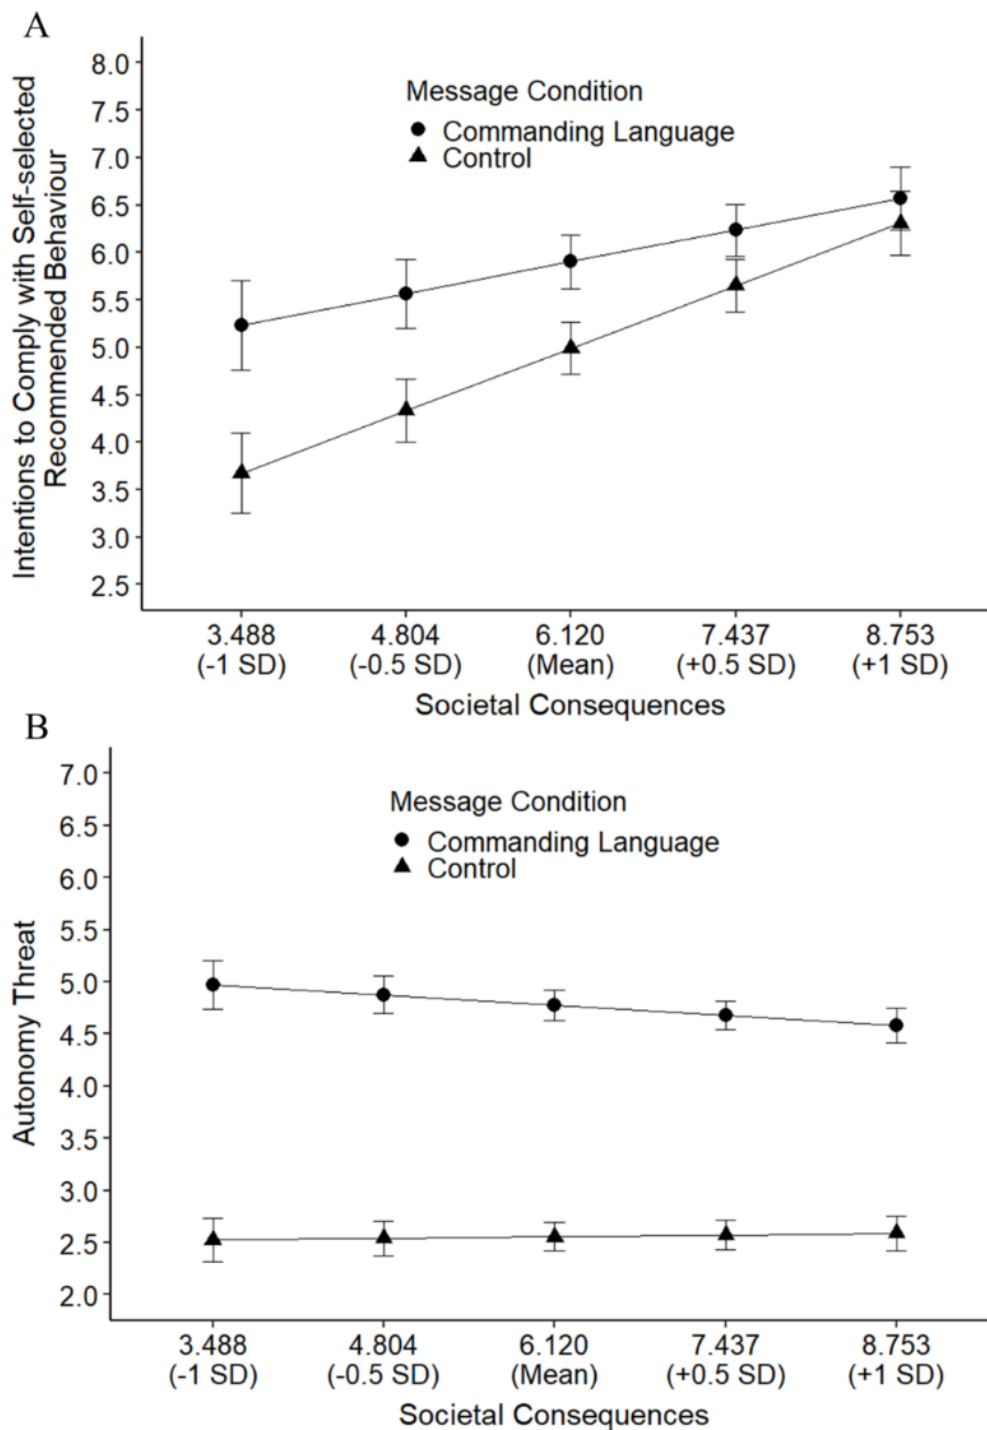 A
Intentions to Comply with Self-selected
Recommended Behaviour
8.0
7.5
7.0
6.5
6.0
5.5
5.0
4.5
4.0
3.5
3.0
2.5
Message Condition
Commanding Language
Control
3.488 4.804 6.120 7.437 8.753
(-1 SD) (-0.5 SD) (Mean) (+0.5 SD) (+1 SD)
Societal Consequences
B
Autonomy Threat
7.0
6.5
6.0
5.5
5.0
4.5
4.0
3.5
3.0
2.5
2.0
Message Condition
Commanding Language
Control
3.488 4.804 6.120 7.437 8.753
(-1 SD) (-0.5 SD) (Mean) (+0.5 SD) (+1 SD)
Societal Consequences